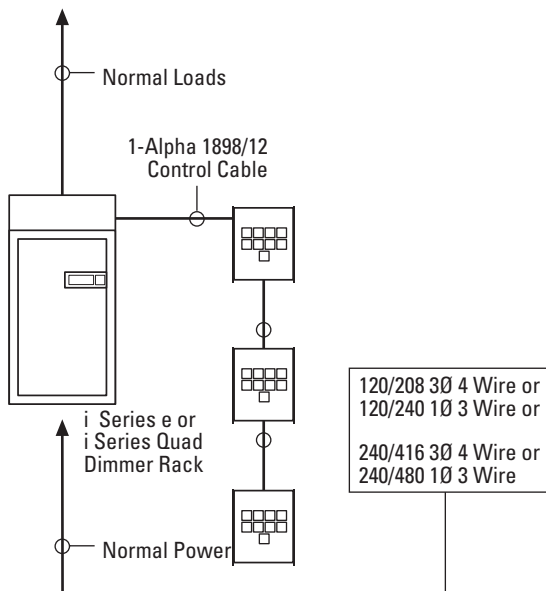 Normal Loads
1-Alpha 1898/12
Control Cable
i  Series e or
i Series Quad
Dimmer Rack
120/208 3Ø 4 Wire or
120/240 1Ø 3 Wire or
240/416 3Ø 4 Wire or
240/480 1Ø 3 Wire
Normal Power